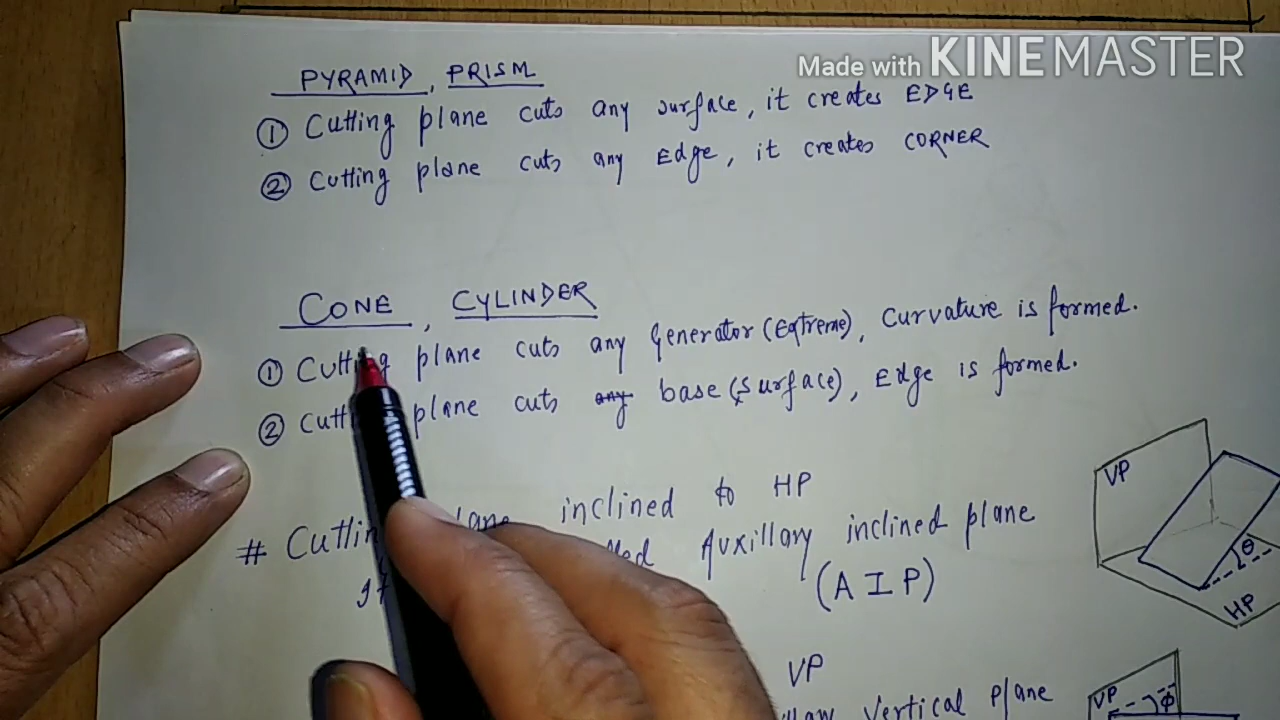 Made with KINEMASTER
PYRAMID, PRISM
① Cutting plane cuts any surface, it creates EDGE
② Cutting plane cuts any Edge, it creates CORNER
CONE, CYLINDER
① Cutting plane cuts any Generator (Extreme), Curvature is formed.
② plane cuts any base (surface), Edge is formed.
# inclined to HP
Auxillary inclined plane
(A I P)
VP
θ
HP
VP
Vertical Plane
VP
φ